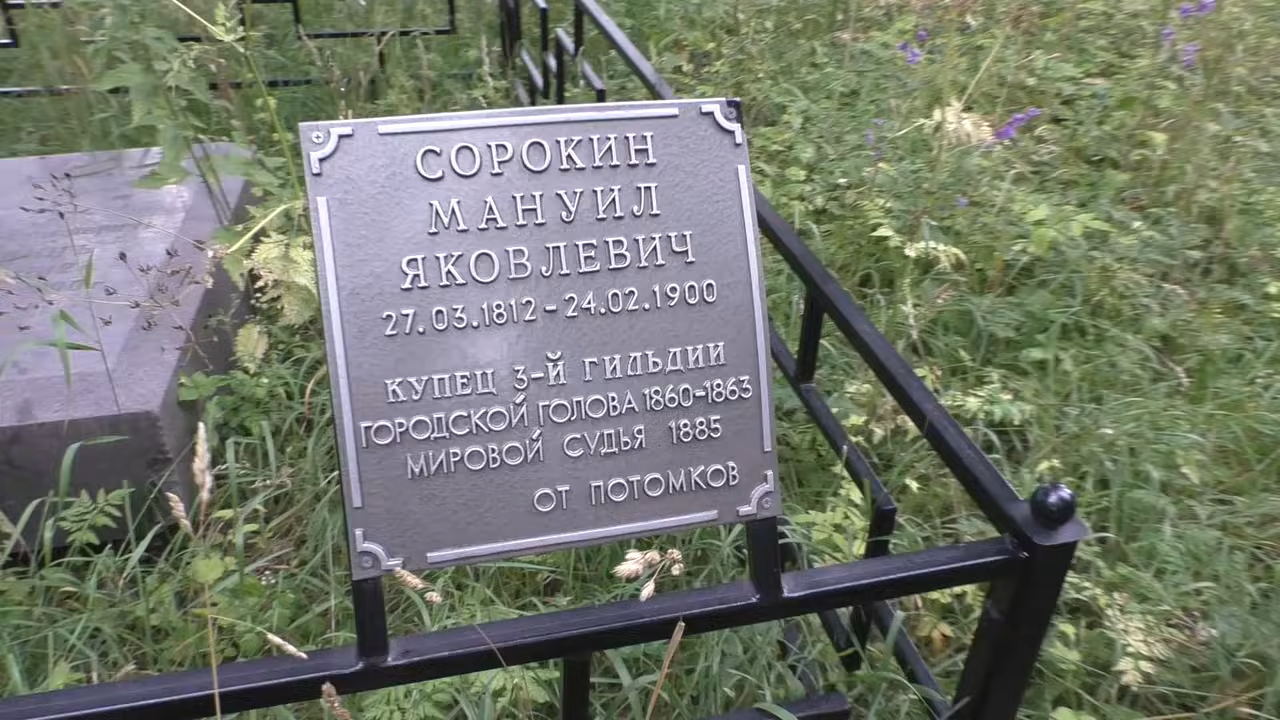 СОРОКИН
МАНУИЛ
ЯКОВЛЕВИЧ
27.03.1812-24.02.1900
КУПЕЦ 3-Й ГИЛЬДИИ
ГОРОДСКОЙ ГОЛОВА 1860-1863
МИРОВОЙ СУДЬЯ 1885
ОТ ПОТОМКОВ